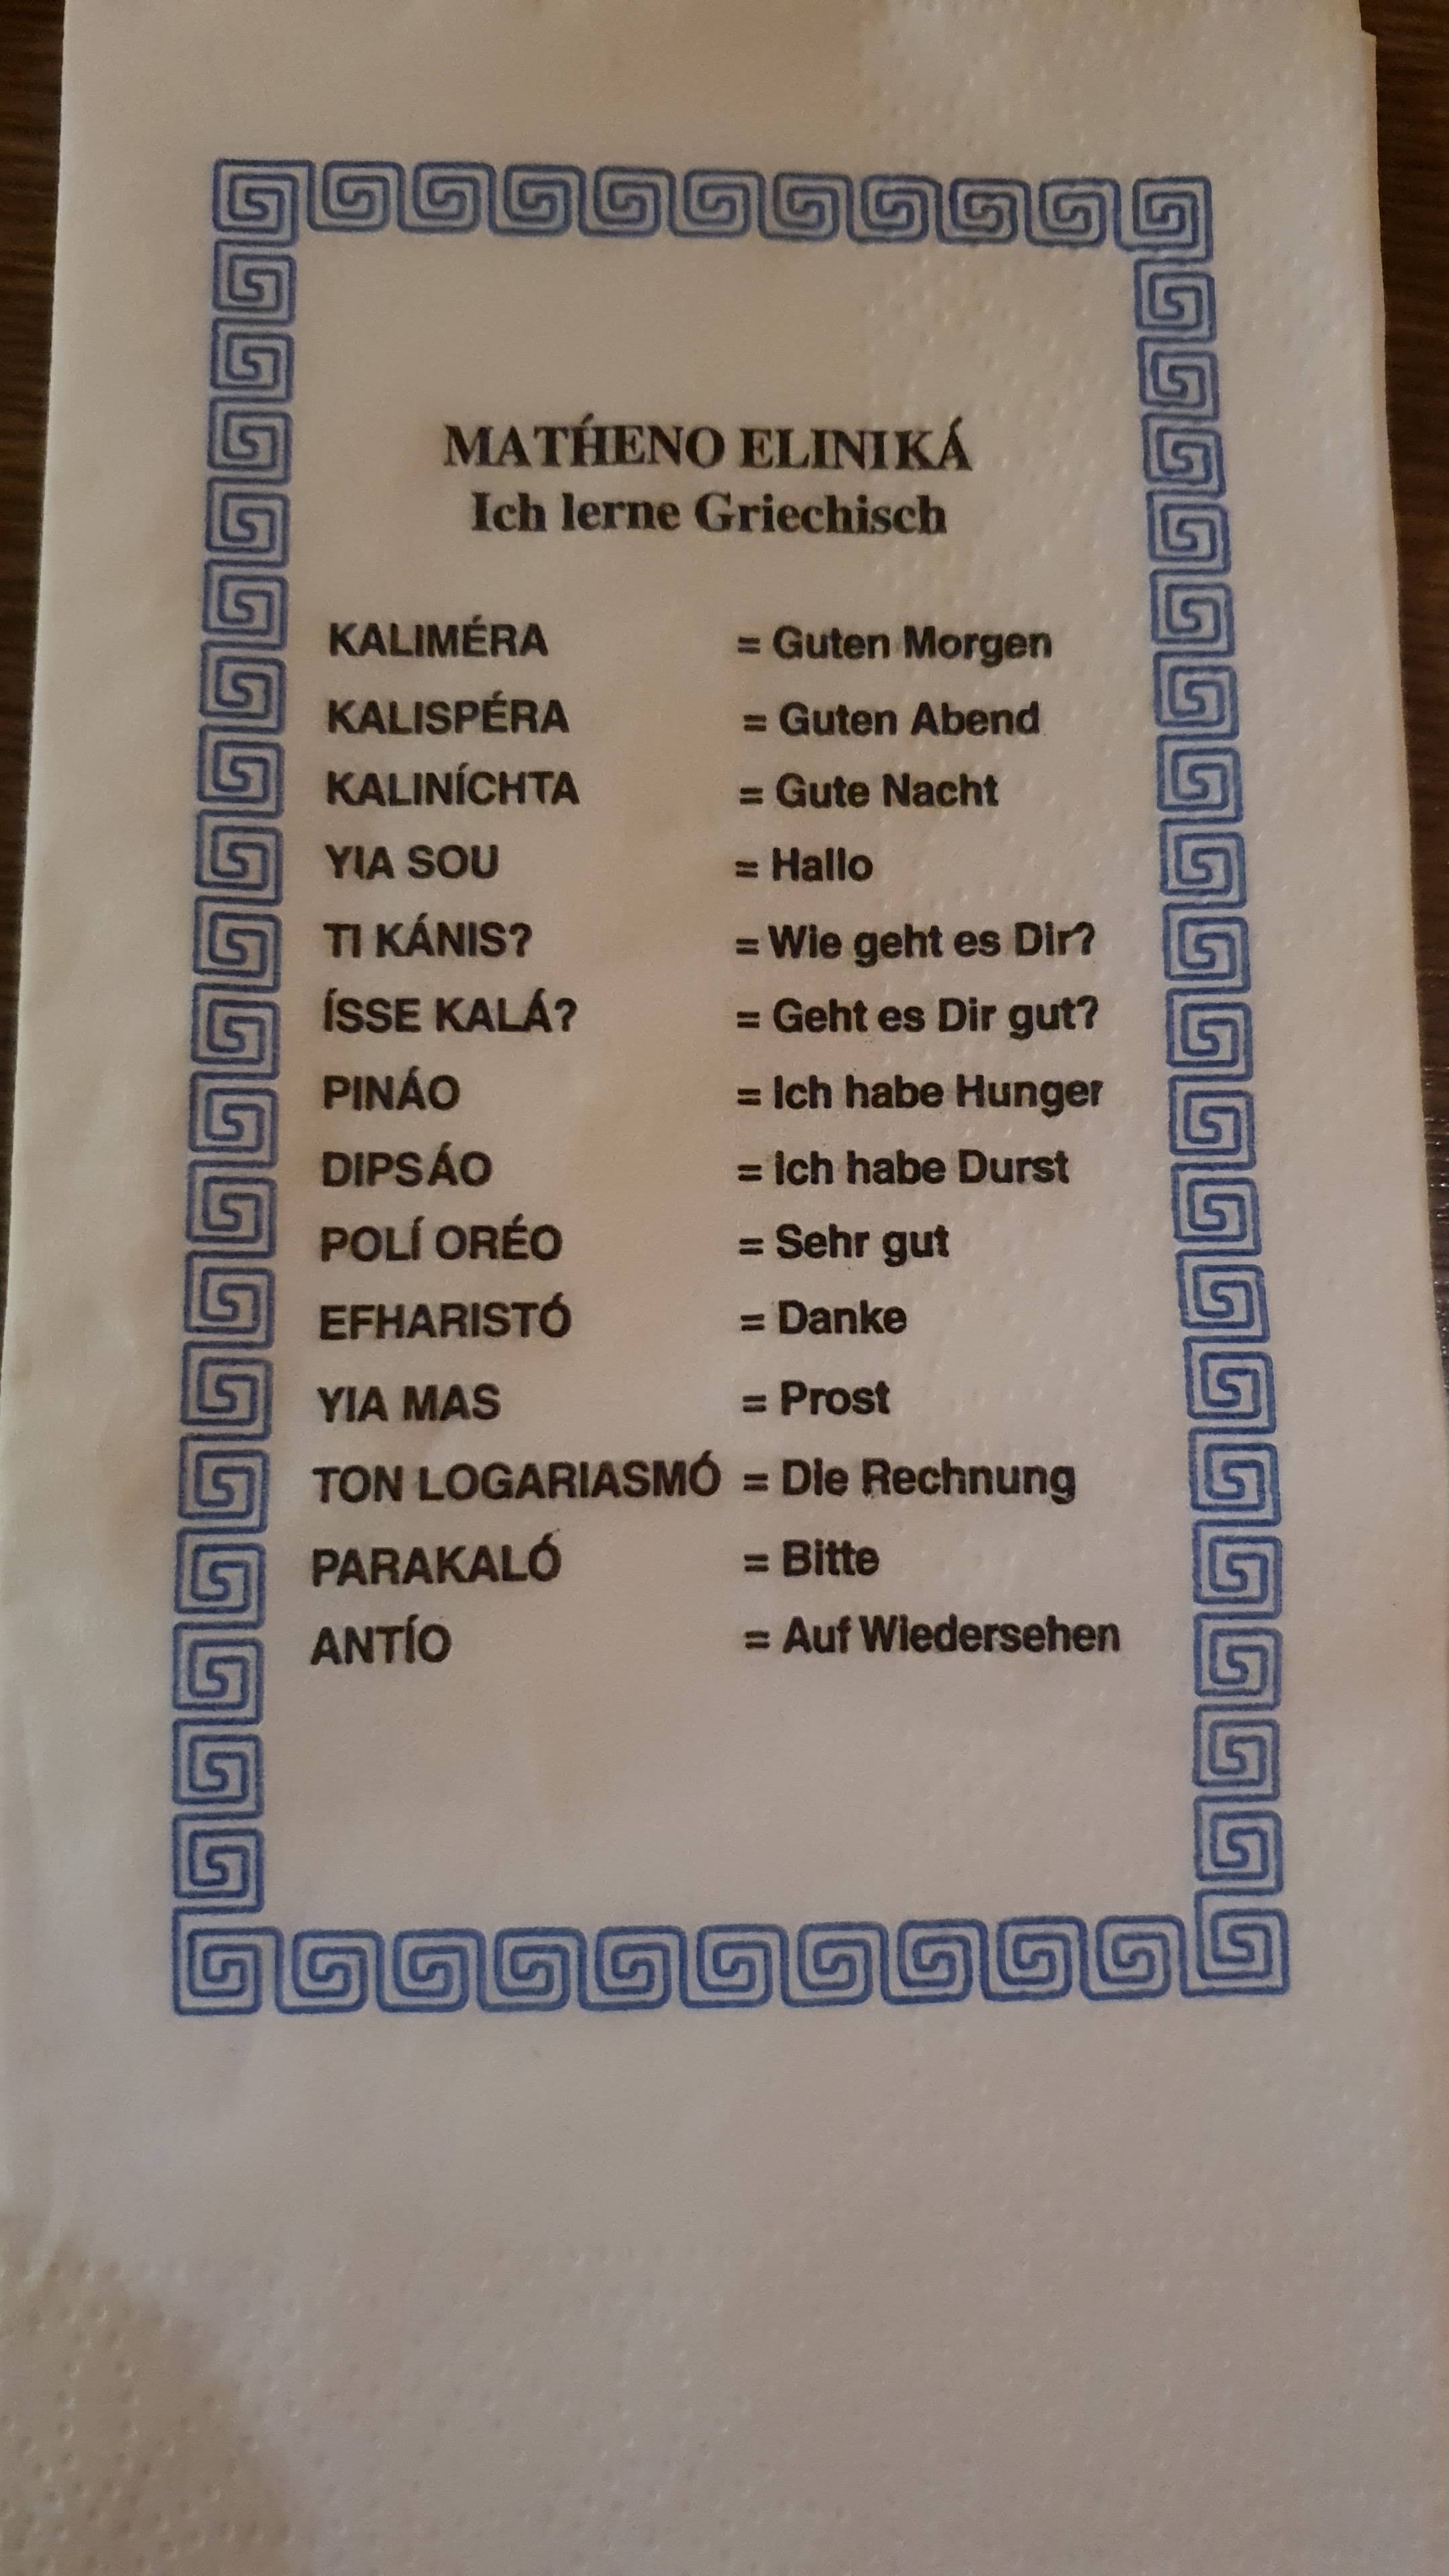 MATH́ENO ELINIKÁ
Ich lerne Griechisch
KALIMÉRA = Guten Morgen
KALISPÉRA = Guten Abend
KALINÍCHTA = Gute Nacht
YIA SOU = Hallo
TI KÁNIS? = Wie geht es Dir?
ÍSSE KALÁ? = Geht es Dir gut?
PINÁO = Ich habe Hunger
DIPSÁO = Ich habe Durst
POLÍ ORÉO = Sehr gut
EFHARISTÓ = Danke
YIA MAS = Prost
TON LOGARIASMÓ = Die Rechnung
PARAKALÓ = Bitte
ANTÍO = Auf Wiedersehen